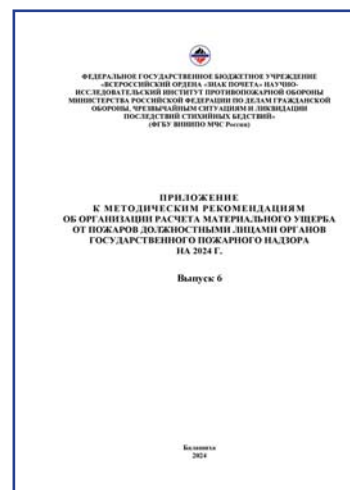 ФЕДЕРАЛЬНОЕ ГОСУДАРСТВЕННОЕ БЮДЖЕТНОЕ УЧРЕЖДЕНИЕ
«ВСЕРОССИЙСКИЙ ОРДЕНА «ЗНАК ПОЧЕТА» НАУЧНО-
ИССЛЕДОВАТЕЛЬСКИЙ ИНСТИТУТ ПРОТИВОПОЖАРНОЙ ОБОРОНЫ
МИНИСТЕРСТВА РОССИЙСКОЙ ФЕДЕРАЦИИ ПО ДЕЛАМ ГРАЖДАНСКОЙ
ОБОРОНЫ, ЧРЕЗВЫЧАЙНЫМ СИТУАЦИЯМ И ЛИКВИДАЦИИ
ПОСЛЕДСТВИЙ СТИХИЙНЫХ БЕДСТВИЙ»
(ФГБУ ВНИИПО МЧС России)
ПРИЛОЖЕНИЕ
К МЕТОДИЧЕСКИМ РЕКОМЕНДАЦИЯМ
ОБ ОРГАНИЗАЦИИ РАСЧЕТА МАТЕРИАЛЬНОГО УЩЕРБА
ОТ ПОЖАРОВ ДОЛЖНОСТНЫМИ ЛИЦАМИ ОРГАНОВ
ГОСУДАРСТВЕННОГО ПОЖАРНОГО НАДЗОРА
НА 2024 Г.
Выпуск 6
Балашиха
2024